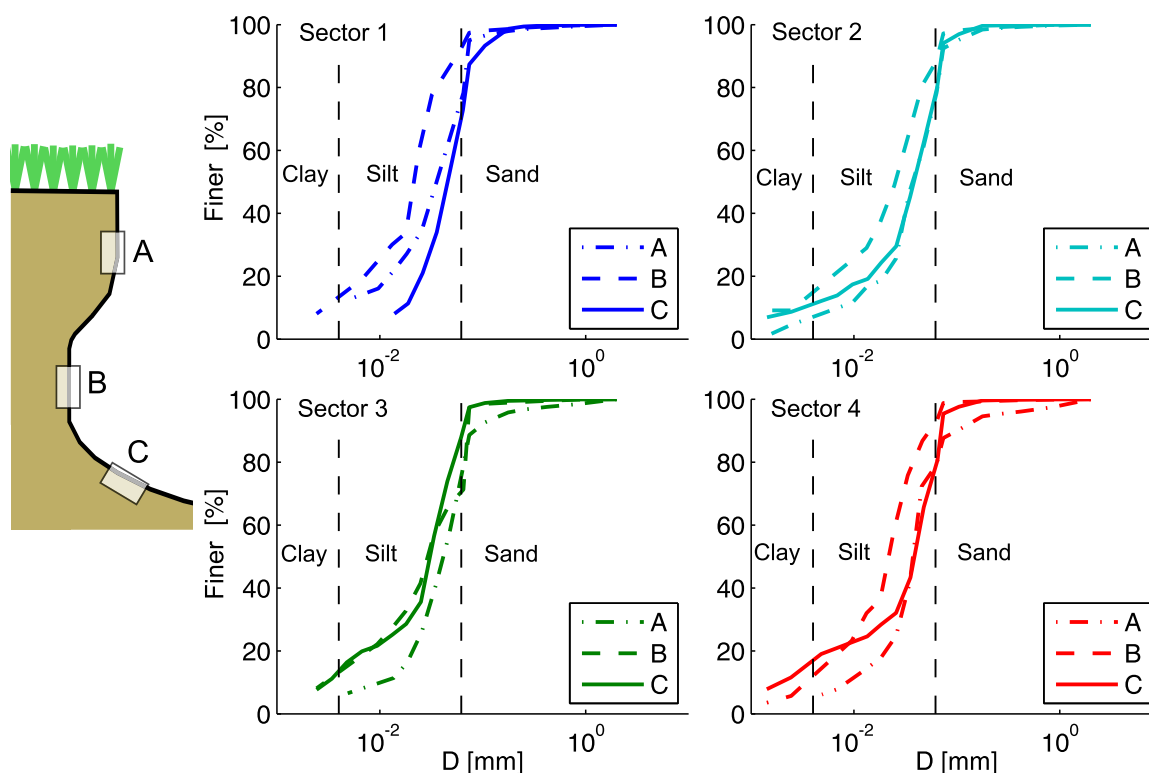 A
B
C
Sector 1
Finer [%]
100
80
60
40
20
0
Clay
Silt
Sand
A
B
C
10^-2
10^0
Sector 2
100
80
60
40
20
0
Clay
Silt
Sand
A
B
C
10^-2
10^0
Sector 3
Finer [%]
100
80
60
40
20
0
Clay
Silt
Sand
A
B
C
10^-2
10^0
D [mm]
Sector 4
100
80
60
40
20
0
Clay
Silt
Sand
A
B
C
10^-2
10^0
D [mm]